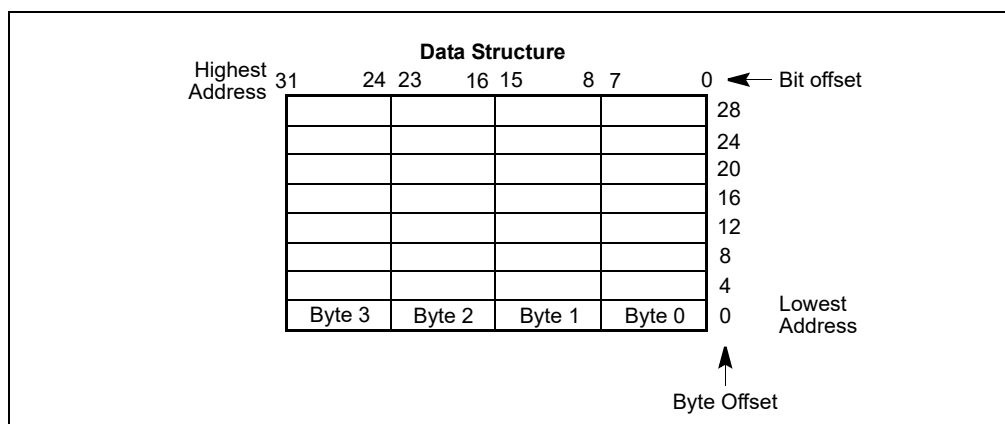 Data Structure
Highest
Address
31 24 23 16 15 8 7 0 Bit offset
28
24
20
16
12
8
4
Byte 3 Byte 2 Byte 1 Byte 0 0
Lowest
Address
Byte Offset